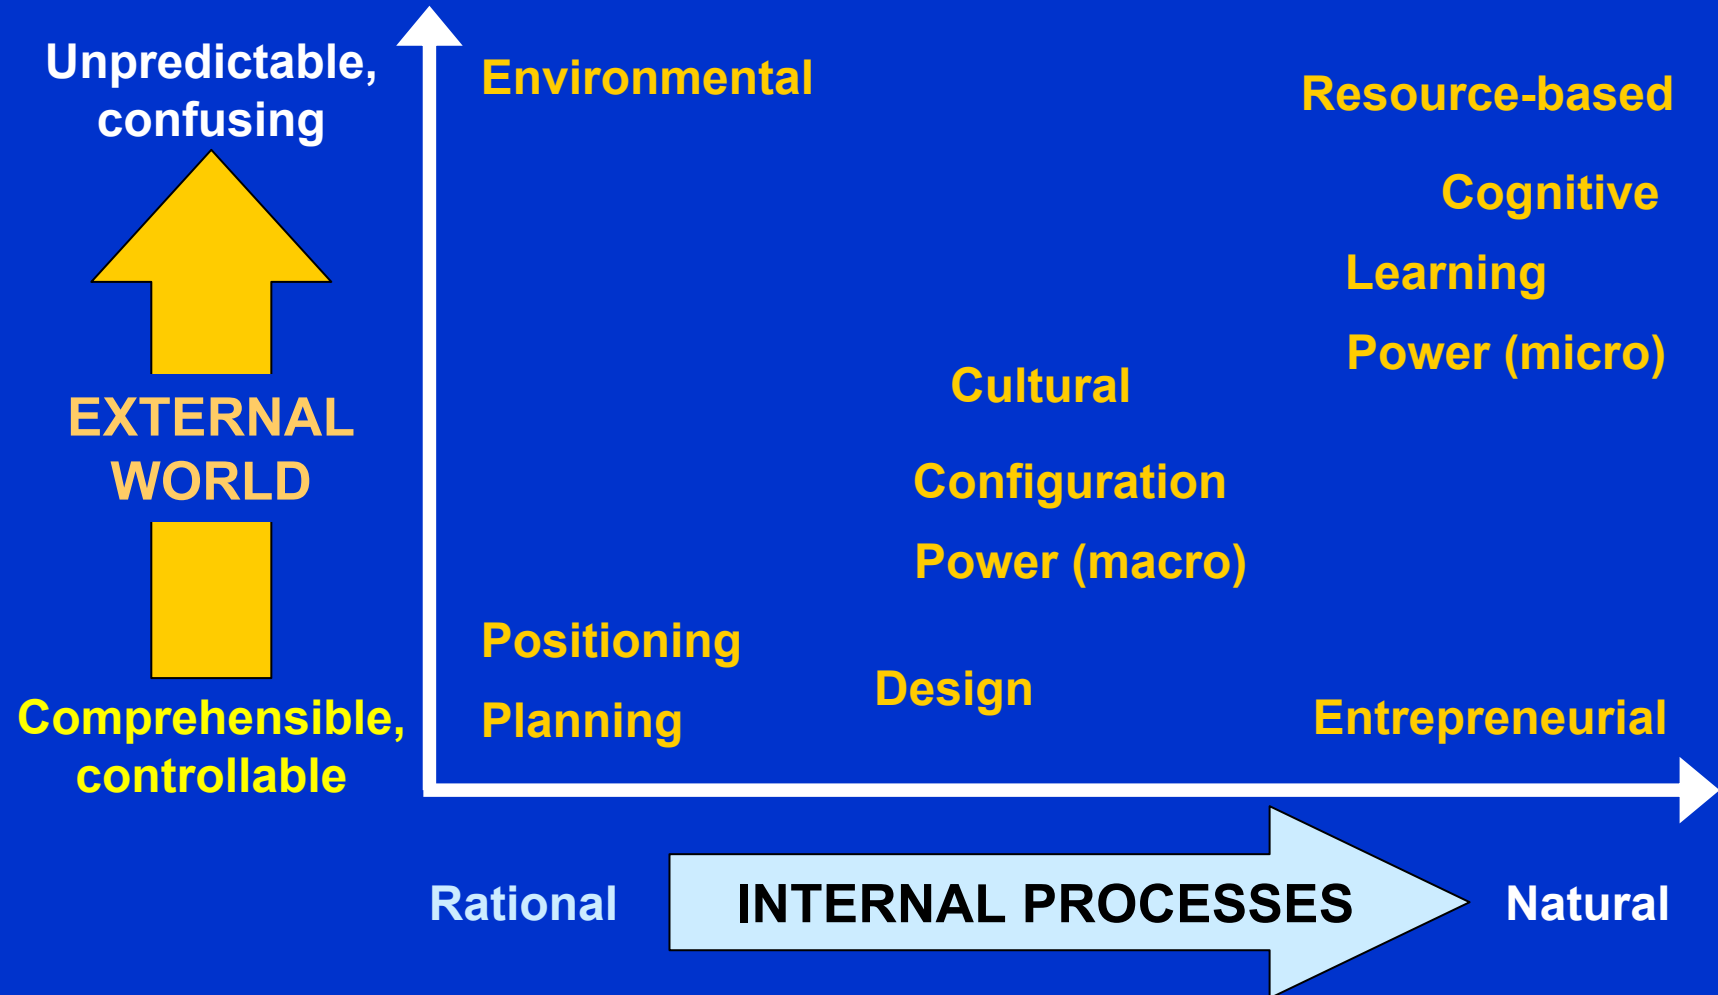 Unpredictable,
confusing
EXTERNAL
WORLD
Comprehensible,
controllable
Environmental
Resource-based
Cognitive
Learning
Power (micro)
Cultural
Configuration
Power (macro)
Positioning
Design
Planning
Entrepreneurial
Rational
INTERNAL PROCESSES
Natural